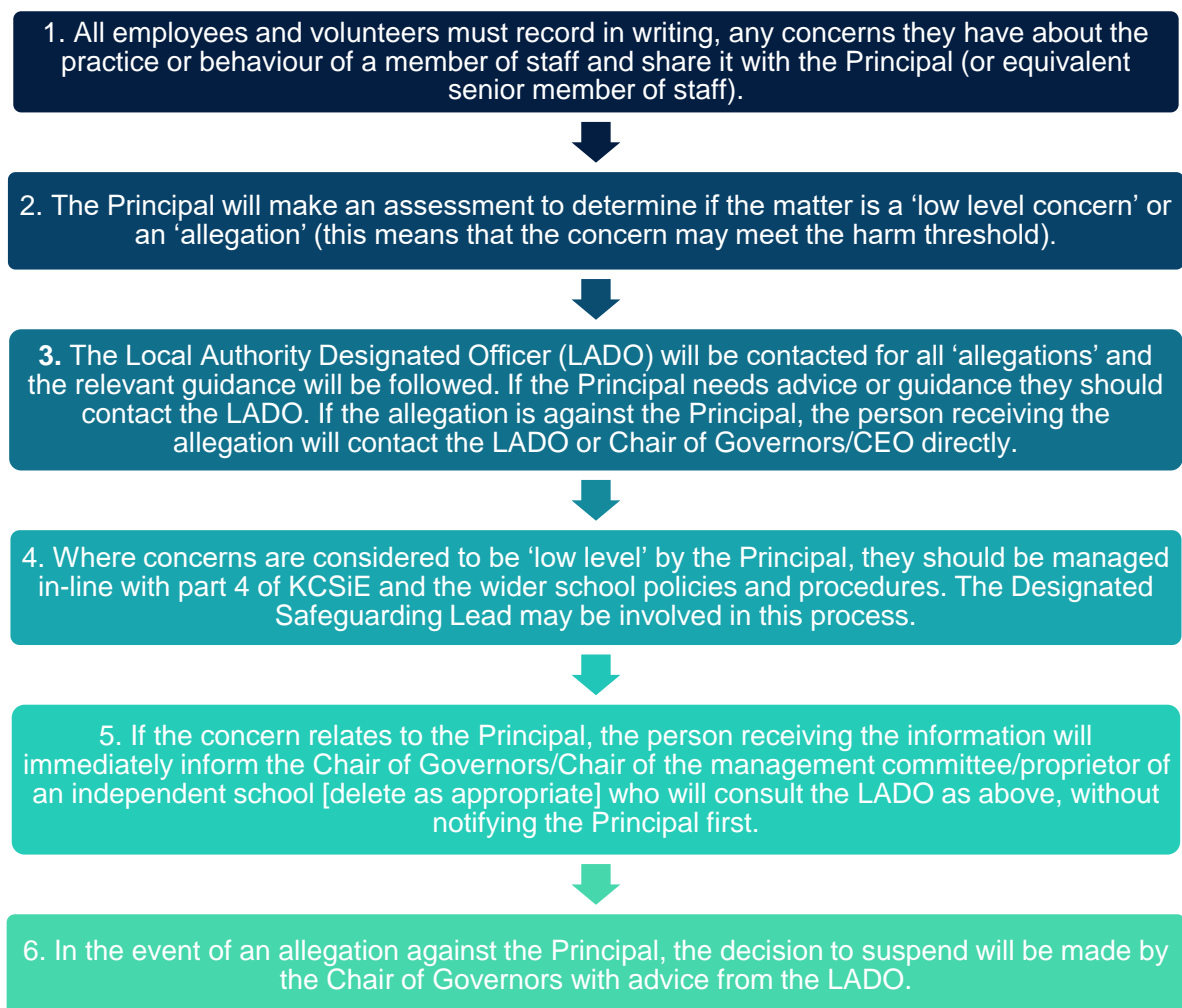 1. All employees and volunteers must record in writing, any concerns they have about the
practice or behaviour of a member of staff and share it with the Principal (or equivalent
senior member of staff).
2. The Principal will make an assessment to determine if the matter is a ‘low level concern’ or
an ‘allegation’ (this means that the concern may meet the harm threshold).
3. The Local Authority Designated Officer (LADO) will be contacted for all ‘allegations’ and
the relevant guidance will be followed. If the Principal needs advice or guidance they should
contact the LADO. If the allegation is against the Principal, the person receiving the
allegation will contact the LADO or Chair of Governors/CEO directly.
4. Where concerns are considered to be ‘low level’ by the Principal, they should be managed
in-line with part 4 of KCSiE and the wider school policies and procedures. The Designated
Safeguarding Lead may be involved in this process.
5. If the concern relates to the Principal, the person receiving the information will
immediately inform the Chair of Governors/Chair of the management committee/proprietor of
an independent school [delete as appropriate] who will consult the LADO as above, without
notifying the Principal first.
6. In the event of an allegation against the Principal, the decision to suspend will be made by
the Chair of Governors with advice from the LADO.